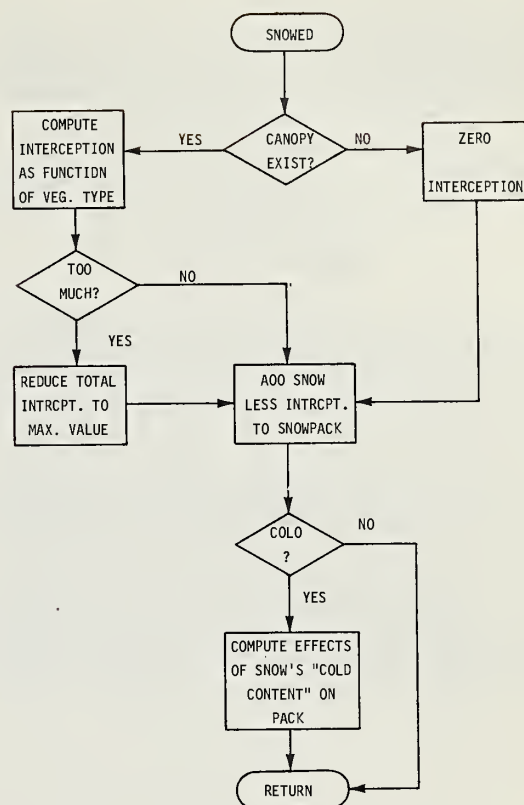 SNOWED
CANOPY
EXIST?
YES
NO
COMPUTE
INTERCEPTION
AS FUNCTION
OF VEG. TYPE
ZERO
INTERCEPTION
TOO
MUCH?
NO
YES
REDUCE TOTAL
INTRCPT. TO
MAX. VALUE
AOO SNOW
LESS INTRCPT.
TO SNOWPACK
COLO
?
NO
YES
COMPUTE EFFECTS
OF SNOW'S "COLD
CONTENT" ON
PACK
RETURN